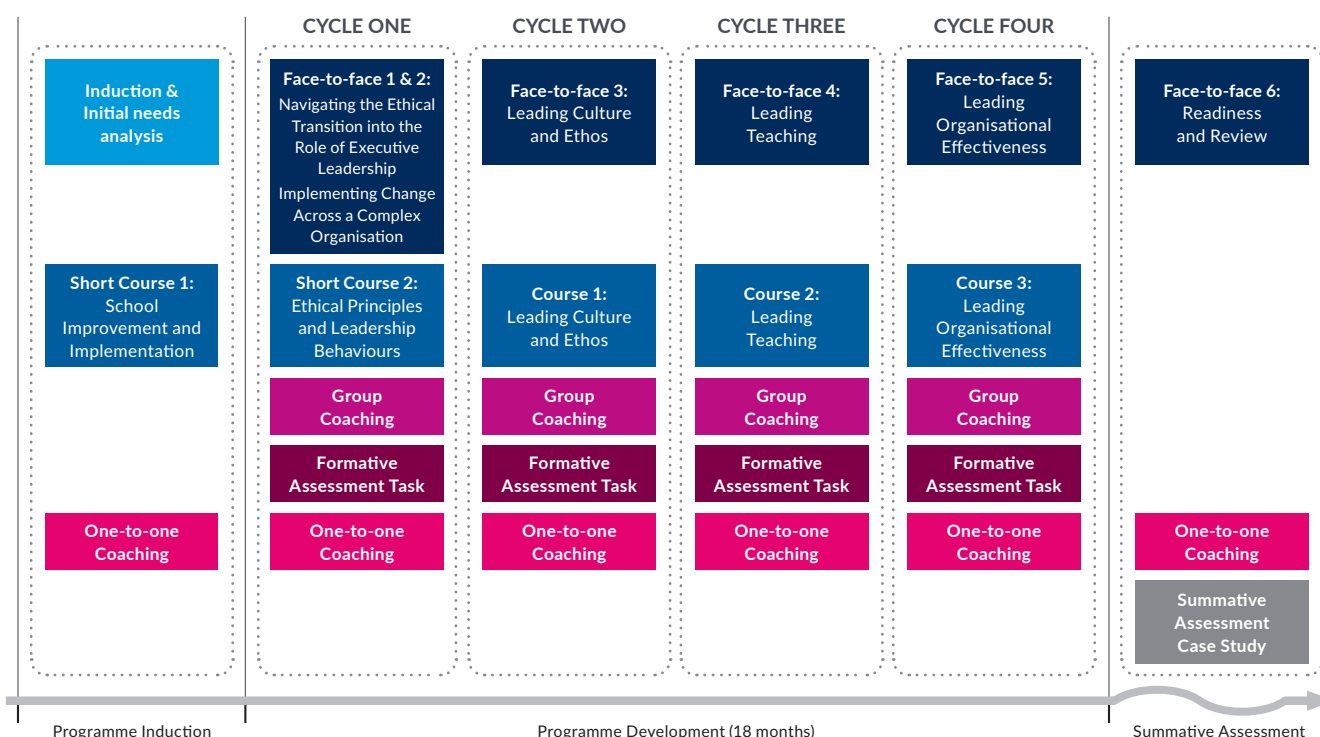 CYCLE ONE
CYCLE TWO
CYCLE THREE
CYCLE FOUR
Induction &
Initial needs
analysis
Face-to-face 1 & 2:
Navigating the Ethical
Transition into the
Role of Executive
Leadership
Implementing Change
Across a Complex
Organisation
Face-to-face 3:
Leading Culture
and Ethos
Face-to-face 4:
Leading
Teaching
Face-to-face 5:
Leading
Organisational
Effectiveness
Face-to-face 6:
Readiness
and Review
Short Course 1:
School
Improvement and
Implementation
Short Course 2:
Ethical Principles
and Leadership
Behaviours
Course 1:
Leading Culture
and Ethos
Course 2:
Leading
Teaching
Course 3:
Leading
Organisational
Effectiveness
Group
Coaching
Group
Coaching
Group
Coaching
Group
Coaching
Formative
Assessment Task
Formative
Assessment Task
Formative
Assessment Task
Formative
Assessment Task
One-to-one
Coaching
One-to-one
Coaching
One-to-one
Coaching
One-to-one
Coaching
One-to-one
Coaching
One-to-one
Coaching
Summative
Assessment
Case Study
Programme Induction
Programme Development (18 months)
Summative Assessment